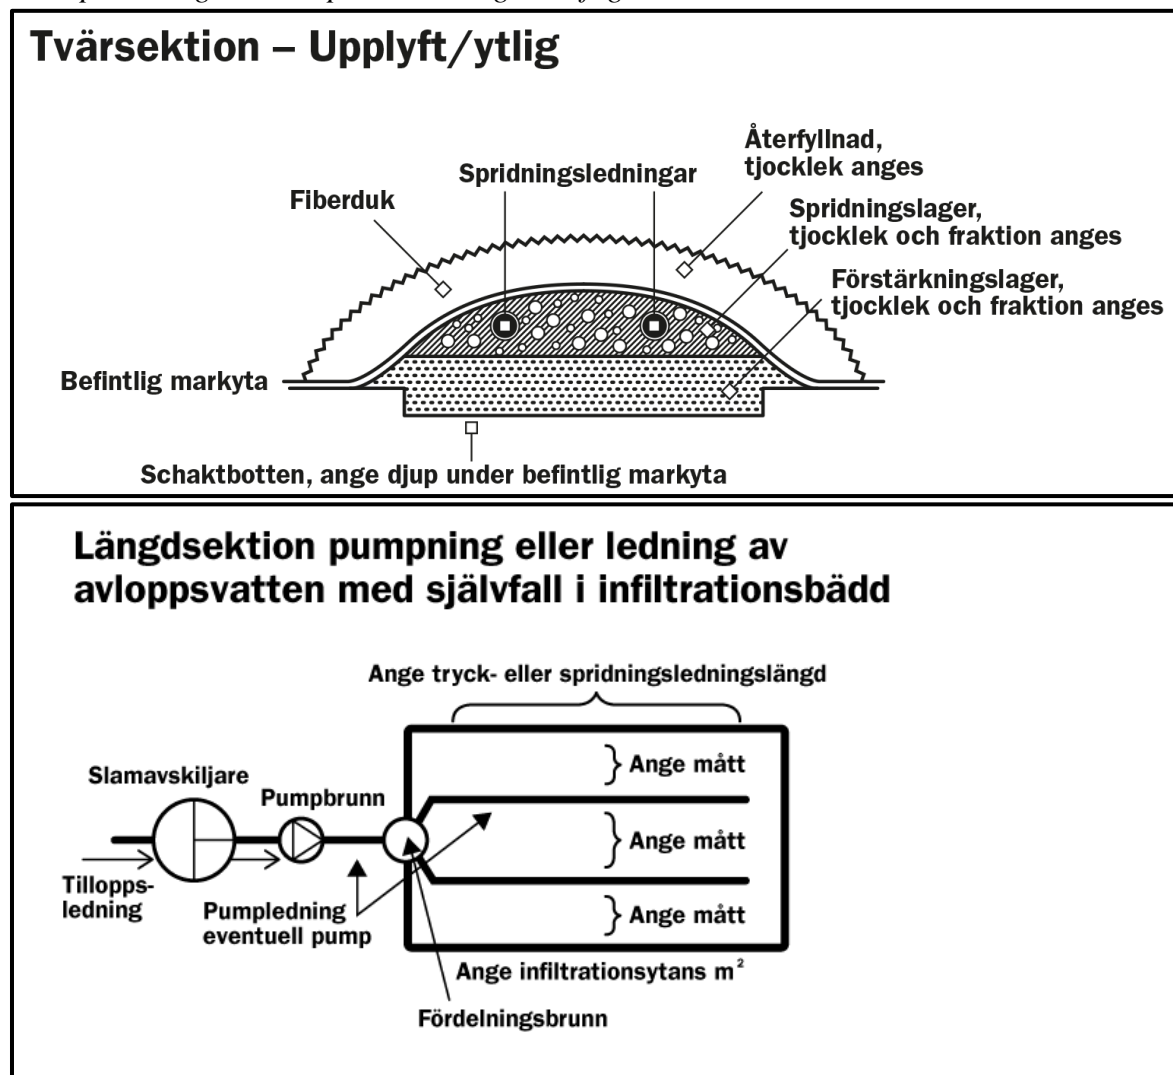 Tvärsektion – Upplyft/ytlig
Återfyllnad,
tjocklek anges
Spridningsledningar
Fiberduk
Spridningslager,
tjocklek och fraktion anges
Förstärkningslager,
tjocklek och fraktion anges
Befintlig markyta
Schaktbotten, ange djup under befintlig markyta
Längdsektion pumpning eller ledning av
avloppsvatten med självfall i infiltrationsbädd
Ange tryck- eller spridningsledningslängd
Ange mått
Slamavskiljare
Pumpbrunn
Ange mått
Tillopps-
ledning
Pumpledning
eventuell pump
Ange mått
Ange infiltrationsytans m²
Fördelningsbrunn